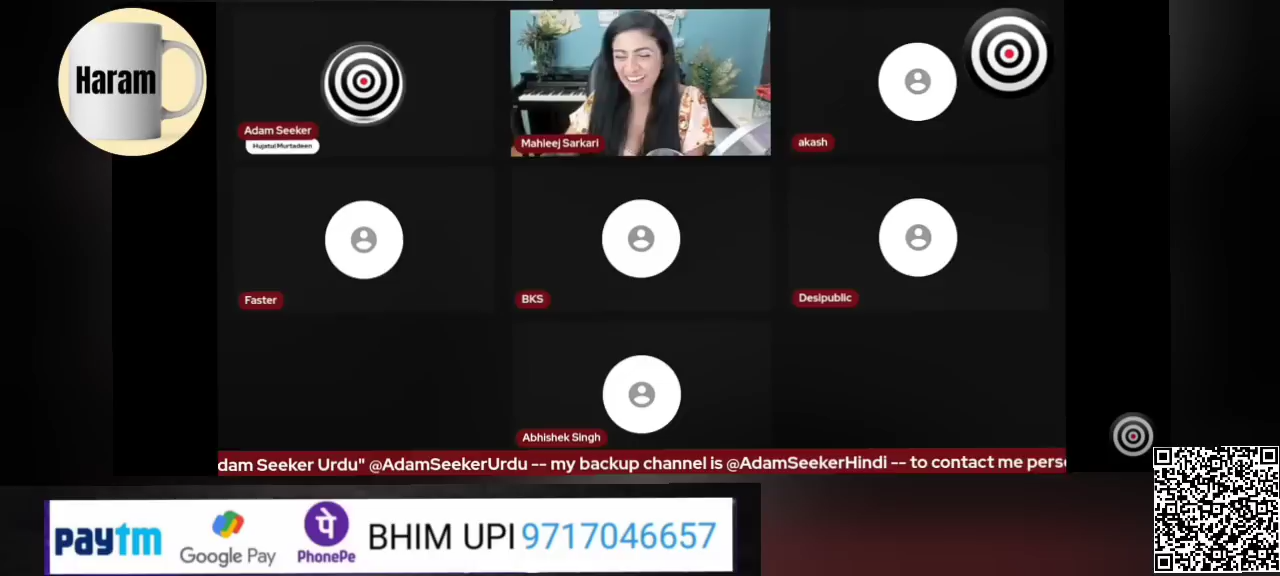 Haram
Adam Seeker
Hujatul Murtadeen
Mahleej Sarkari
akash
Faster
BKS
Desipublic
Abhishek Singh
dam Seeker Urdu" @AdamSeekerUrdu -- my backup channel is @AdamSeekerHindi -- to contact me pers
paytm Google Pay पे PhonePe BHIM UPI 9717046657